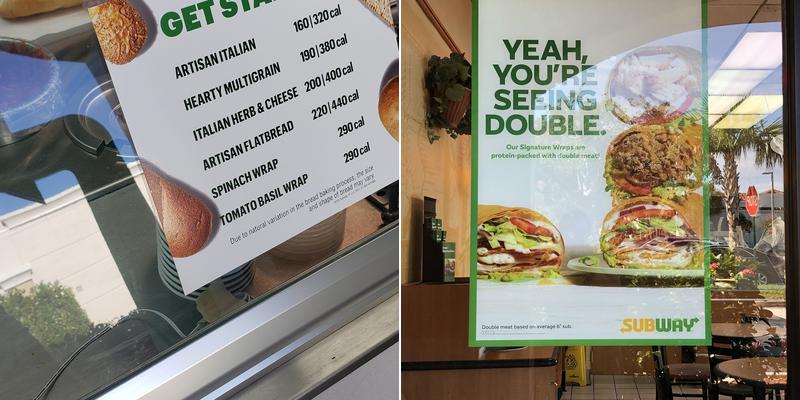 GET STA
160|320 cal
ARTISAN ITALIAN
190|380 cal
HEARTY MULTIGRAIN
200|400 cal
ITALIAN HERB & CHEESE
220|440 cal
ARTISAN FLATBREAD
290 cal
SPINACH WRAP
290 cal
TOMATO BASIL WRAP
Due to natural variation in the bread baking process, the size
and shape of bread may vary.
YEAH,
YOU'RE
SEEING
DOUBLE.
Our Signature Wraps are
protein-packed with double meat!
Double meat based on average 6" sub.
SUBWAY